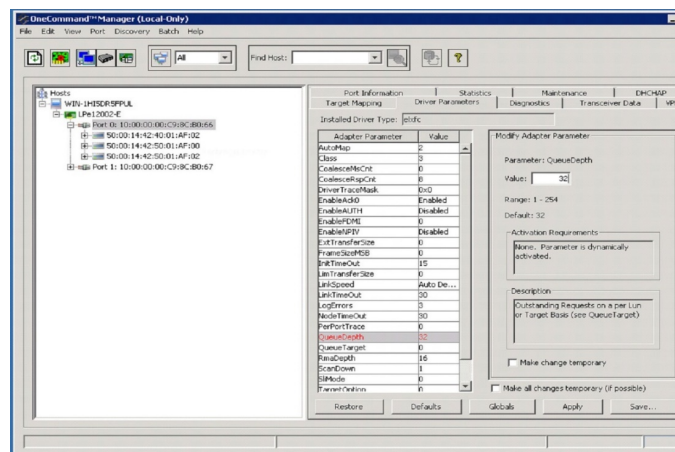 OneCommand™ Manager (Local-Only)
File Edit View Port Discovery Batch Help
All
Find Host:
Hosts
WIN-1HISDR5FPUL
LPe12002-E
Port 0: 10:00:00:00:C9:8C:B0:66
50:00:14:42:40:01:AF:02
50:00:14:42:50:01:AF:00
50:00:14:42:50:01:AF:02
Port 1: 10:00:00:00:C9:8C:B0:67
Port Information Statistics Maintenance DHCHAP
Target Mapping Driver Parameters Diagnostics Transceiver Data VP
Installed Driver Type: elxfc
Adapter Parameter Value
AutoMap 2
Class 3
CoalesceMsCnt 0
CoalesceRspCnt 8
DriverTraceMask 0x0
EnableAck0 Enabled
EnableAUTH Disabled
EnableFDMI 0
EnableNPIV Disabled
ExtTransferSize 0
FrameSizeMSB 0
InitTimeOut 15
LimTransferSize 0
LinkSpeed Auto De...
LinkTimeOut 30
LogErrors 3
NodeTimeOut 30
PerPortTrace 0
QueueDepth 32
QueueTarget 0
RmaDepth 16
ScanDown 1
SliMode 0
TargetOption 0
Modify Adapter Parameter
Parameter: QueueDepth
Value: 32
Range: 1 - 254
Default: 32
Activation Requirements
None. Parameter is dynamically
activated.
Description
Outstanding Requests on a per Lun
or Target Basis (see QueueTarget)
Make change temporary
Make all changes temporary (if possible)
Restore Defaults Globals Apply Save...